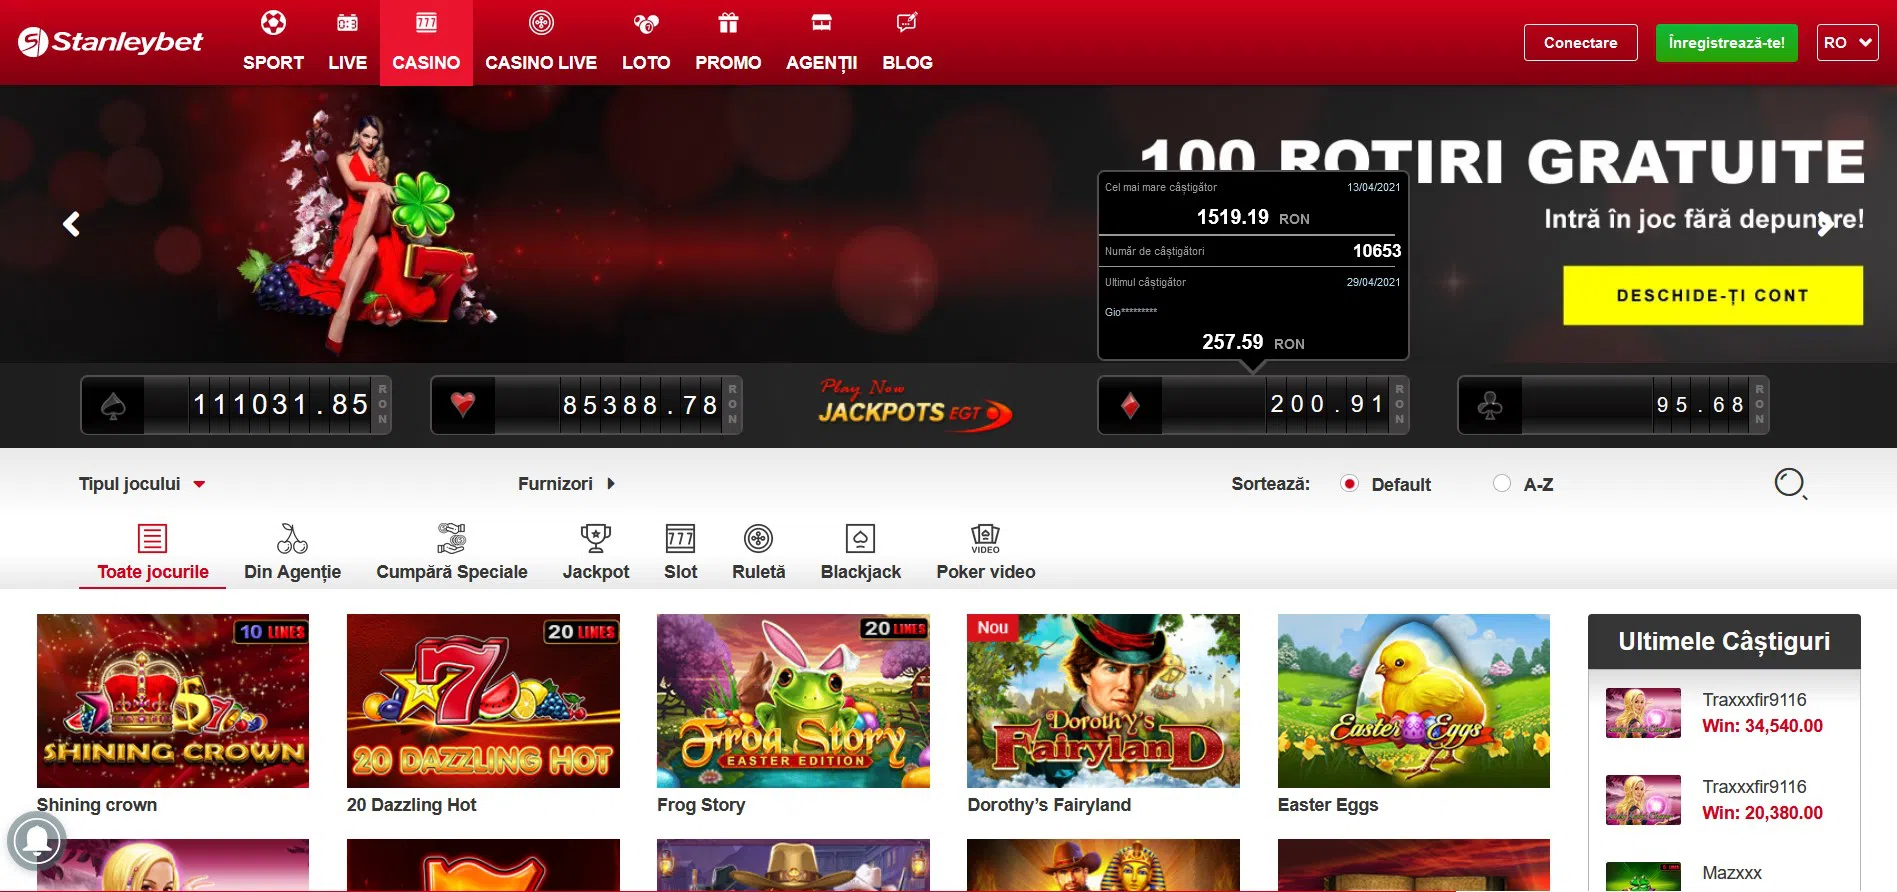 Stanleybet
SPORT
LIVE
CASINO
CASINO LIVE
LOTO
PROMO
AGENȚII
BLOG
Conectare
Înregistrează-te!
RO
100 ROTIRI GRATUITE
Intră în joc fără depunere!
DESCHIDE-ȚI CONT
Cel mai mare câștigător 13/04/2021
1519.19 RON
Număr de câștigători 10653
Ultimul câștigător 29/04/2021
Gio*********
257.59 RON
111031.85 RON
85388.78 RON
Play Now
JACKPOTS EGT
200.91 RON
95.68 RON
Tipul jocului
Furnizori
Sortează:
Default
A-Z
777
VIDEO
Toate jocurile
Din Agenție
Cumpără Speciale
Jackpot
Slot
Ruletă
Blackjack
Poker video
10 LINES
SHINING CROWN
Shining crown
20 LINES
20 DAZZLING HOT
20 Dazzling Hot
20 LINES
Frog Story
EASTER EDITION
Frog Story
Nou
Dorothy's
Fairyland
Dorothy’s Fairyland
Easter Eggs
Easter Eggs
Ultimele Câștiguri
Traxxxfir9116
Win: 34,540.00
Traxxxfir9116
Win: 20,380.00
Mazxxx